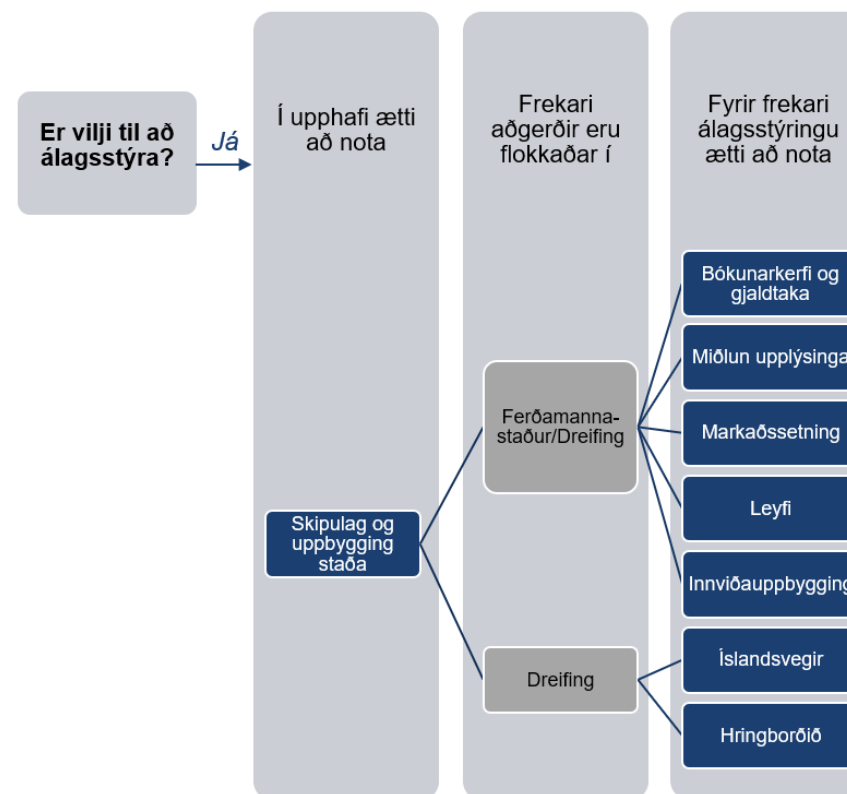 Er vilji til að
álagsstýra?
Já
Í upphafi ætti
að nota
Skipulag og
uppbygging
staða
Frekari
aðgerðir eru
flokkaðar í
Ferðamanna-
staður/Dreifing
Dreifing
Fyrir frekari
álagsstýringu
ætti að nota
Bókunarkerfi og
gjaldtaka
Miðlun upplýsinga
Markaðssetning
Leyfi
Innviðauppbygging
Íslandsvegir
Hringborðið